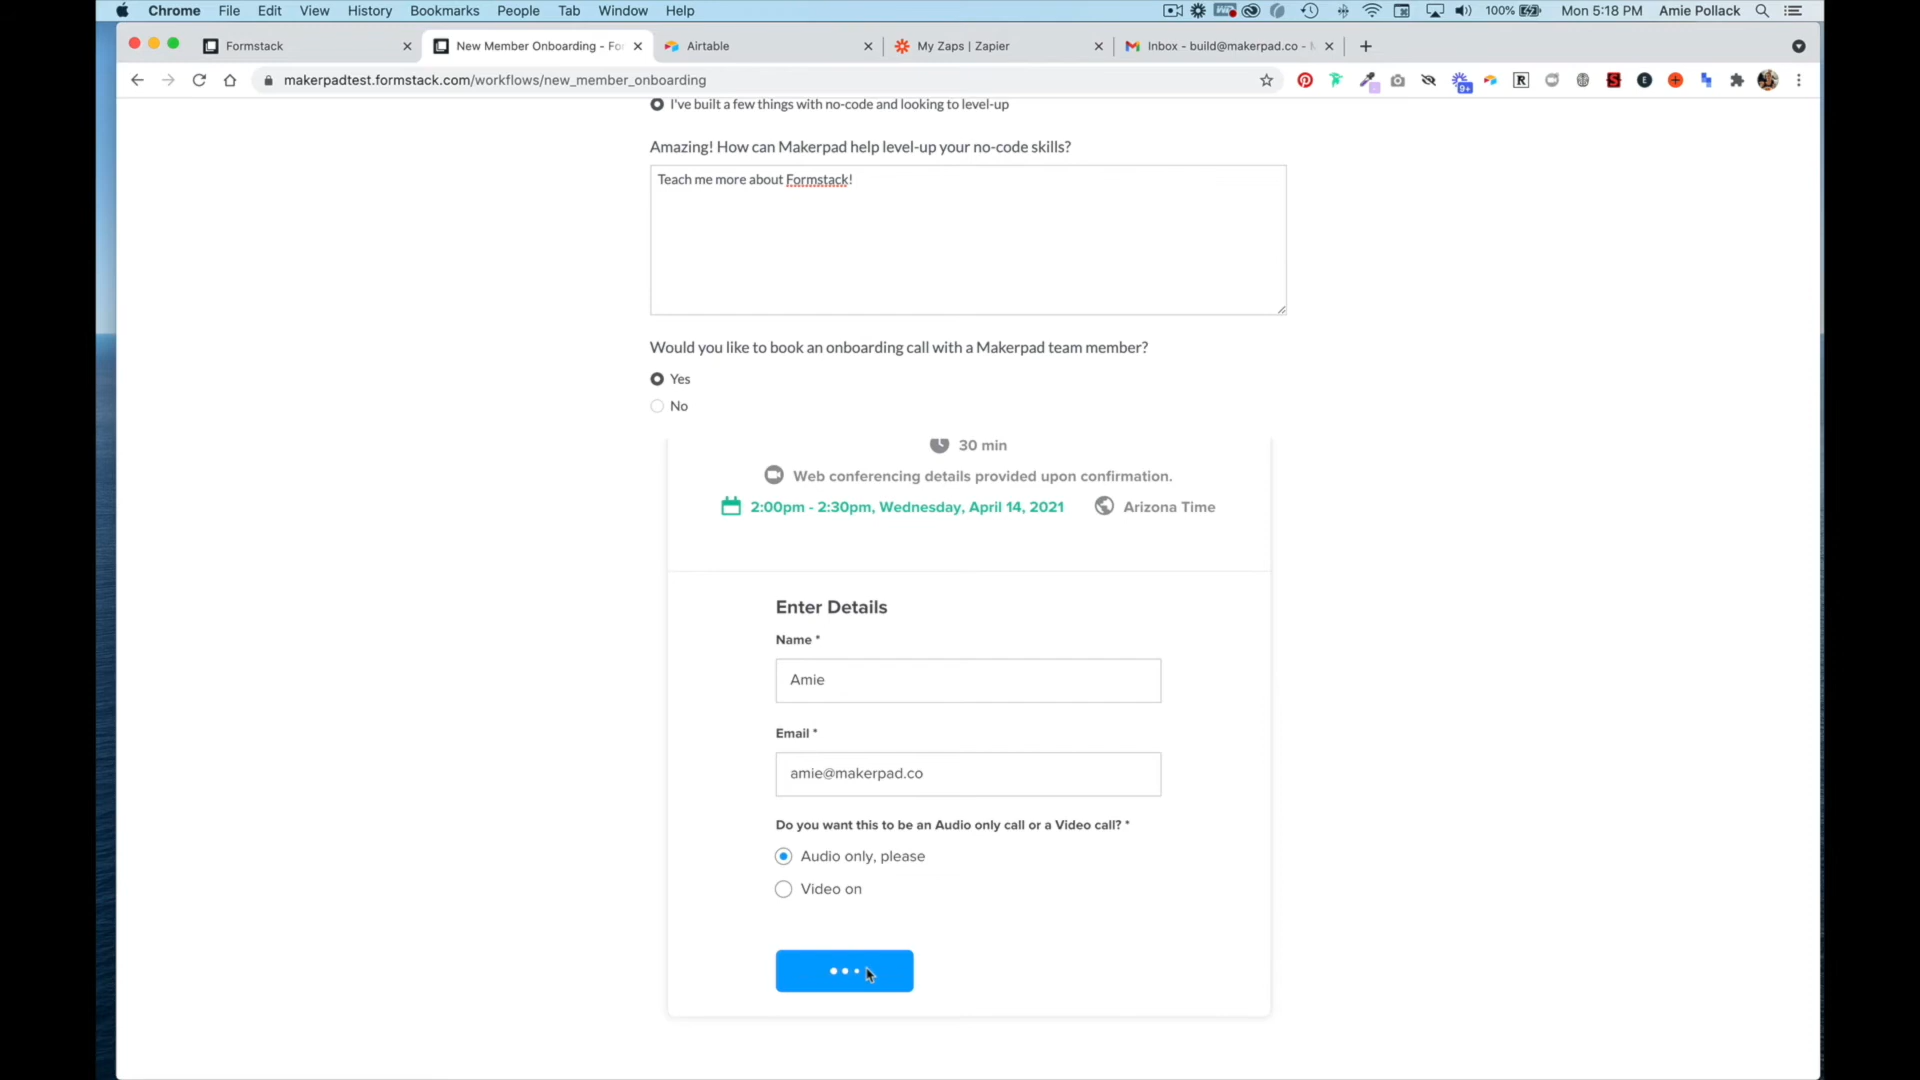 Chrome File Edit View History Bookmarks People Tab Window Help 100% Mon 5:18 PM Amie Pollack
Formstack New Member Onboarding - Fo Airtable My Zaps | Zapier Inbox - build@makerpad.co -
makerpadtest.formstack.com/workflows/new_member_onboarding 9+
I've built a few things with no-code and looking to level-up
Amazing! How can Makerpad help level-up your no-code skills?
Teach me more about Formstack!
Would you like to book an onboarding call with a Makerpad team member?
Yes
No
30 min
Web conferencing details provided upon confirmation.
2:00pm - 2:30pm, Wednesday, April 14, 2021 Arizona Time
Enter Details
Name *
Amie
Email *
amie@makerpad.co
Do you want this to be an Audio only call or a Video call? *
Audio only, please
Video on